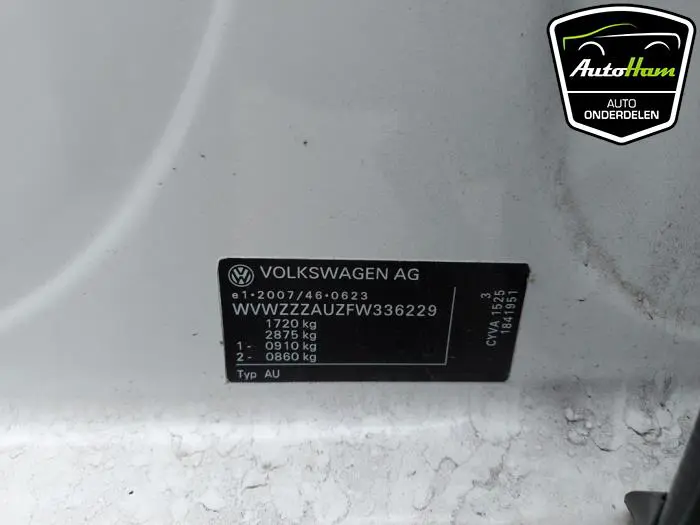 AutoHam
AUTO
ONDERDELEN
VOLKSWAGEN AG
e1*2007/46*0623
WVWZZZAUZFW336229
1720 kg
2875 kg
1- 0910 kg
2- 0860 kg
Typ AU
3
CYVA 1525
1841951